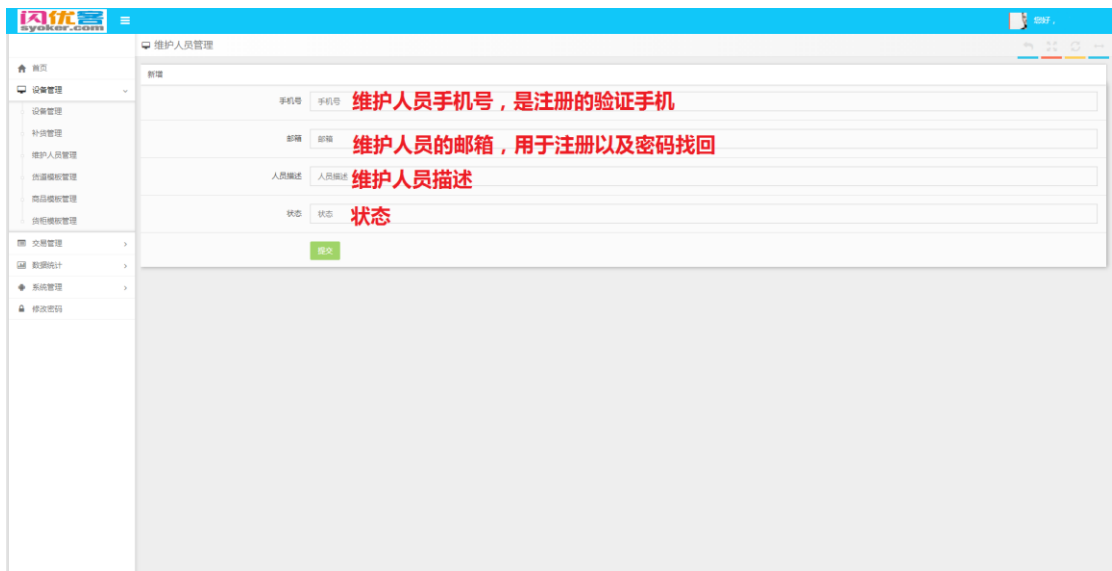 闪优客
syoker.com
您好，
维护人员管理
首页
设备管理
设备管理
补货管理
维护人员管理
货道模板管理
商品模板管理
货柜模板管理
交易管理
数据统计
系统管理
修改密码
新增
手机号 手机号 维护人员手机号，是注册的验证手机
邮箱 邮箱 维护人员的邮箱，用于注册以及密码找回
人员描述 人员描述 维护人员描述
状态 状态 状态
提交